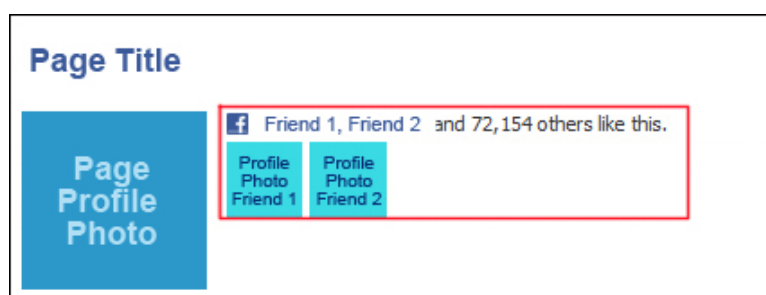 Page Title
Page
Profile
Photo
Friend 1, Friend 2 and 72,154 others like this.
Profile
Photo
Friend 1
Profile
Photo
Friend 2